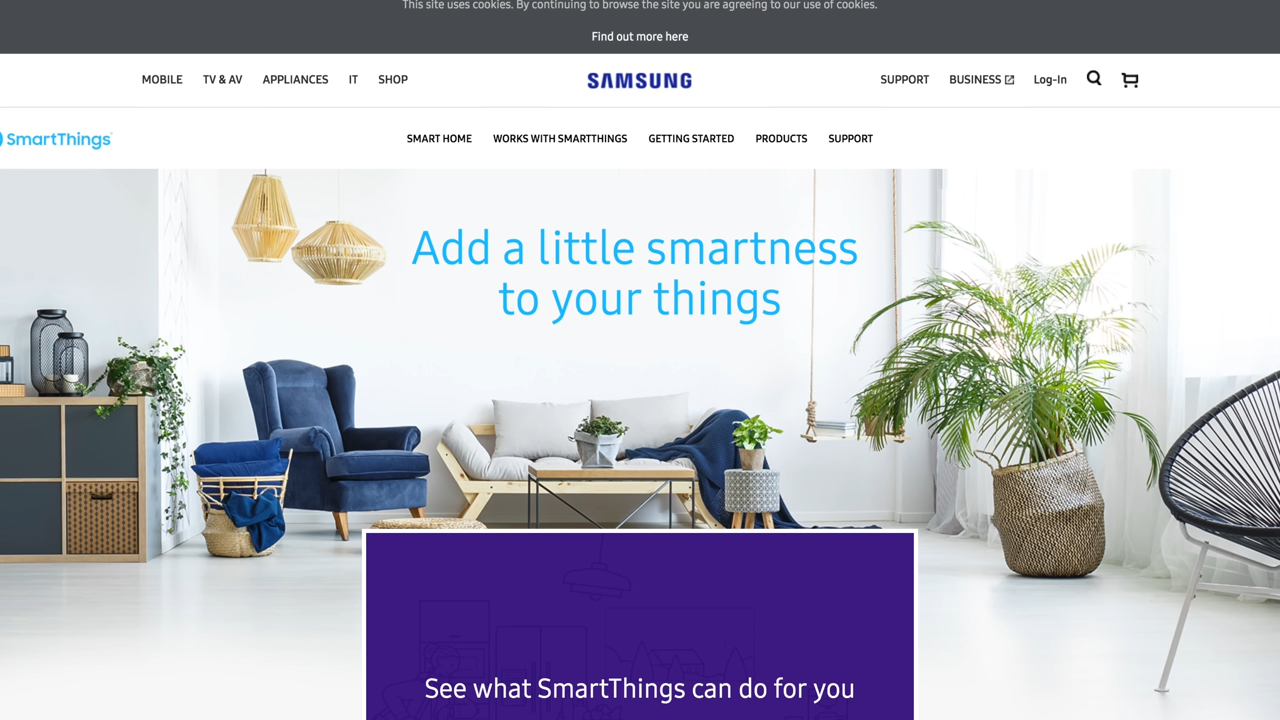 This site uses cookies. By continuing to browse the site you are agreeing to our use of cookies.
Find out more here
MOBILE TV & AV APPLIANCES IT SHOP SAMSUNG SUPPORT BUSINESS Log-In
SmartThings SMART HOME WORKS WITH SMARTTHINGS GETTING STARTED PRODUCTS SUPPORT
Add a little smartness
to your things
See what SmartThings can do for you